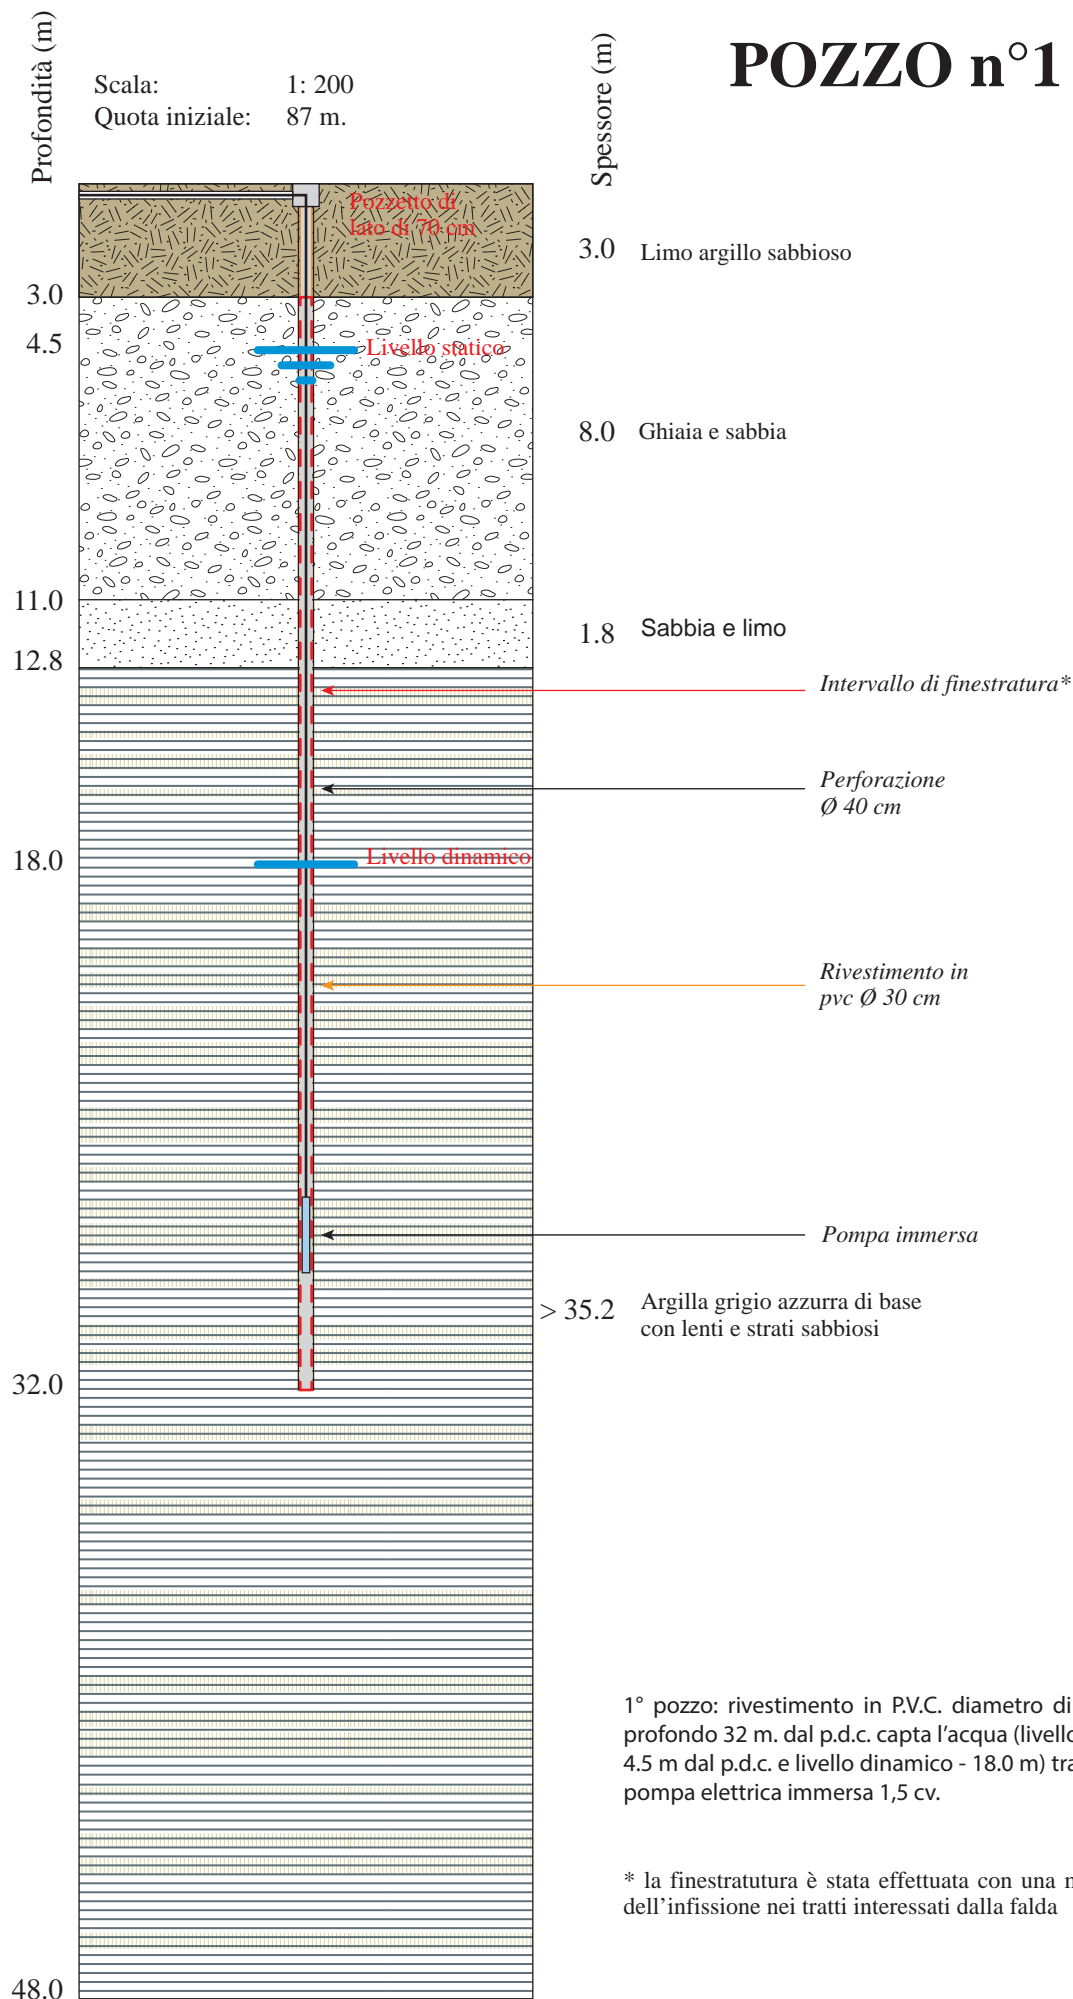 POZZO n°1
Profondità (m)
Scala: 1: 200
Quota iniziale: 87 m.
Spessore (m)
Pozzetto di
lato di 70 cm
3.0 Limo argillo sabbioso
3.0
4.5
Livello statico
8.0 Ghiaia e sabbia
11.0
1.8 Sabbia e limo
12.8
Intervallo di finestratura*
Perforazione
Ø 40 cm
18.0
Livello dinamico
Rivestimento in
pvc Ø 30 cm
Pompa immersa
> 35.2 Argilla grigio azzurra di base
con lenti e strati sabbiosi
32.0
1° pozzo: rivestimento in P.V.C. diametro di
profondo 32 m. dal p.d.c. capta l'acqua (livello
4.5 m dal p.d.c. e livello dinamico - 18.0 m) tra
pompa elettrica immersa 1,5 cv.
* la finestratutura è stata effettuata con una
dell'infissione nei tratti interessati dalla falda
48.0